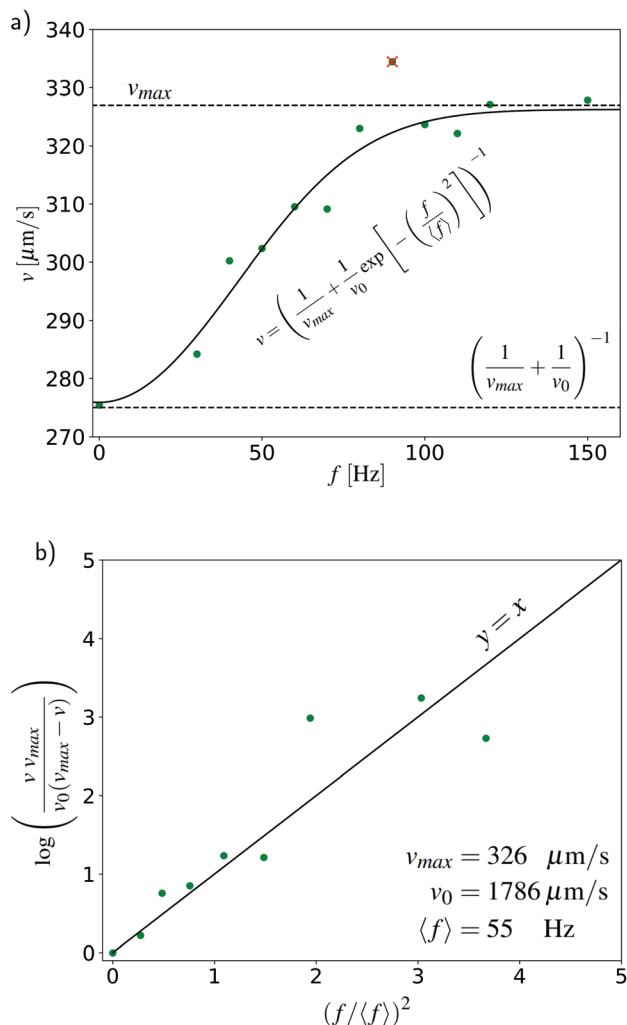 a)
340
330
320
310
300
290
280
270
v [μm/s]
v_max
v = (1/v_max + 1/v_0 exp[-(f/⟨f⟩)^2])^-1
(1/v_max + 1/v_0)^-1
0 50 100 150
f [Hz]
b)
5
4
3
2
1
0
log (v v_max / v_0(v_max − v))
y = x
v_max = 326 μm/s
v_0 = 1786 μm/s
⟨f⟩ = 55 Hz
0 1 2 3 4 5
(f/⟨f⟩)^2